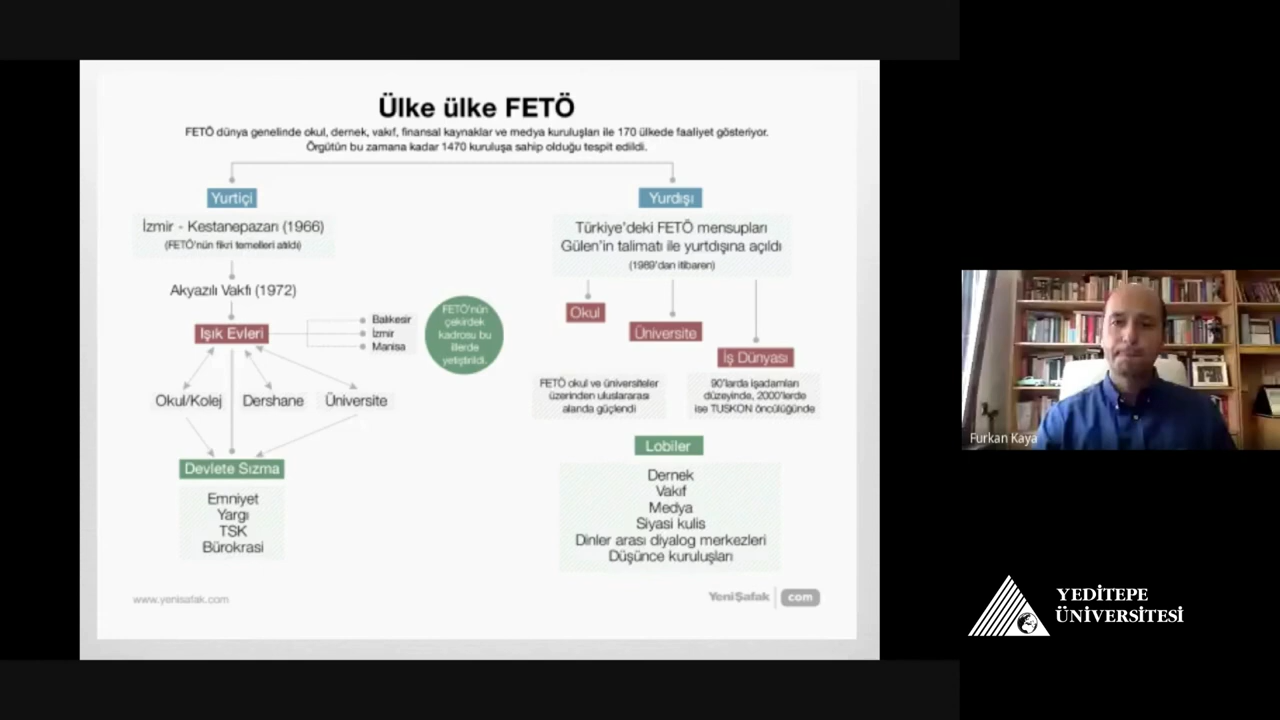 Ülke ülke FETÖ
FETÖ dünya genelinde okul, dernek, vakıf, finansal kaynaklar ve medya kuruluşları ile 170 ülkede faaliyet gösteriyor.
Örgütün bu zamana kadar 1470 kuruluşa sahip olduğu tespit edildi.
Yurtiçi
İzmir - Kestanepazarı (1966)
(FETÖ'nün fikri temelleri atıldı)
Akyazılı Vakfı (1972)
Işık Evleri
Balıkesir
İzmir
Manisa
FETÖ'nün
çekirdek
kadrosu bu
illerde
yetiştirildi.
Okul/Kolej
Dershane
Üniversite
Devlete Sızma
Emniyet
Yargı
TSK
Bürokrasi
Yurdışı
Türkiye'deki FETÖ mensupları
Gülen'in talimatı ile yurtdışına açıldı
(1989'dan itibaren)
Okul
Üniversite
İş Dünyası
FETÖ okul ve üniversiteler
üzerinden uluslararası
alanda güçlendi
90'larda işadamları
düzeyinde, 2000'lerde
ise TUSKON öncülüğünde
Lobiler
Dernek
Vakıf
Medya
Siyasi kulis
Dinler arası diyalog merkezleri
Düşünce kuruluşları
www.yenisafak.com
YeniŞafak com
Furkan Kaya
YEDİTEPE
ÜNİVERSİTESİ